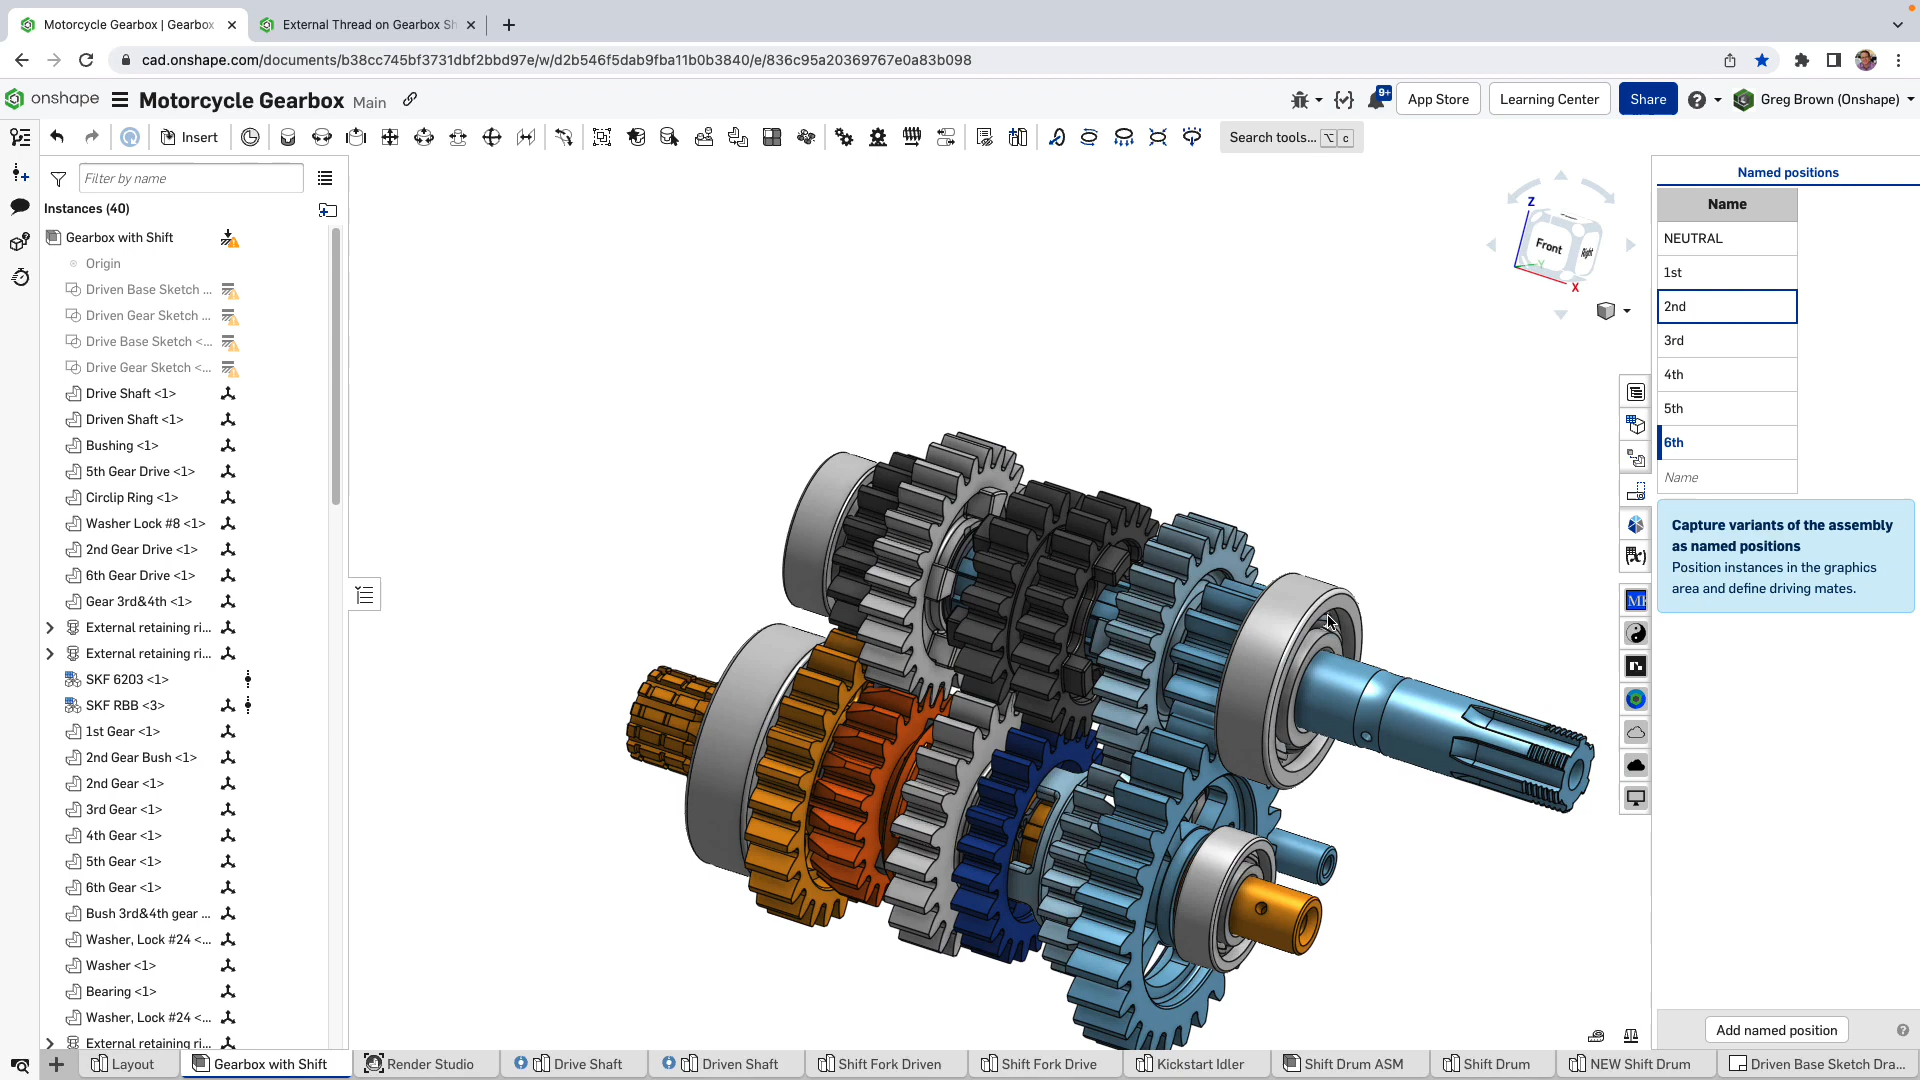 Motorcycle Gearbox | Gearbox
External Thread on Gearbox Sh
cad.onshape.com/documents/b38cc745bf3731dbf2bbd97e/w/d2b546f5dab9fba11b0b3840/e/836c95a20369767e0a83b098
onshape
Motorcycle Gearbox Main
9+
App Store
Learning Center
Share
Greg Brown (Onshape)
Insert
Search tools... ⌥ c
Filter by name
Instances (40)
Gearbox with Shift
Origin
Driven Base Sketch ...
Driven Gear Sketch ...
Drive Base Sketch <...
Drive Gear Sketch <...
Drive Shaft <1>
Driven Shaft <1>
Bushing <1>
5th Gear Drive <1>
Circlip Ring <1>
Washer Lock #8 <1>
2nd Gear Drive <1>
6th Gear Drive <1>
Gear 3rd&4th <1>
External retaining ri...
External retaining ri...
SKF 6203 <1>
SKF RBB <3>
1st Gear <1>
2nd Gear Bush <1>
2nd Gear <1>
3rd Gear <1>
4th Gear <1>
5th Gear <1>
6th Gear <1>
Bush 3rd&4th gear ...
Washer, Lock #24 <...
Washer <1>
Bearing <1>
Washer, Lock #24 <...
External retaining ri...
Z
Front
Right
Y
X
Named positions
Name
NEUTRAL
1st
2nd
3rd
4th
5th
6th
Name
Capture variants of the assembly
as named positions
Position instances in the graphics
area and define driving mates.
Add named position
Layout
Gearbox with Shift
Render Studio
Drive Shaft
Driven Shaft
Shift Fork Driven
Shift Fork Drive
Kickstart Idler
Shift Drum ASM
Shift Drum
NEW Shift Drum
Driven Base Sketch Dra...